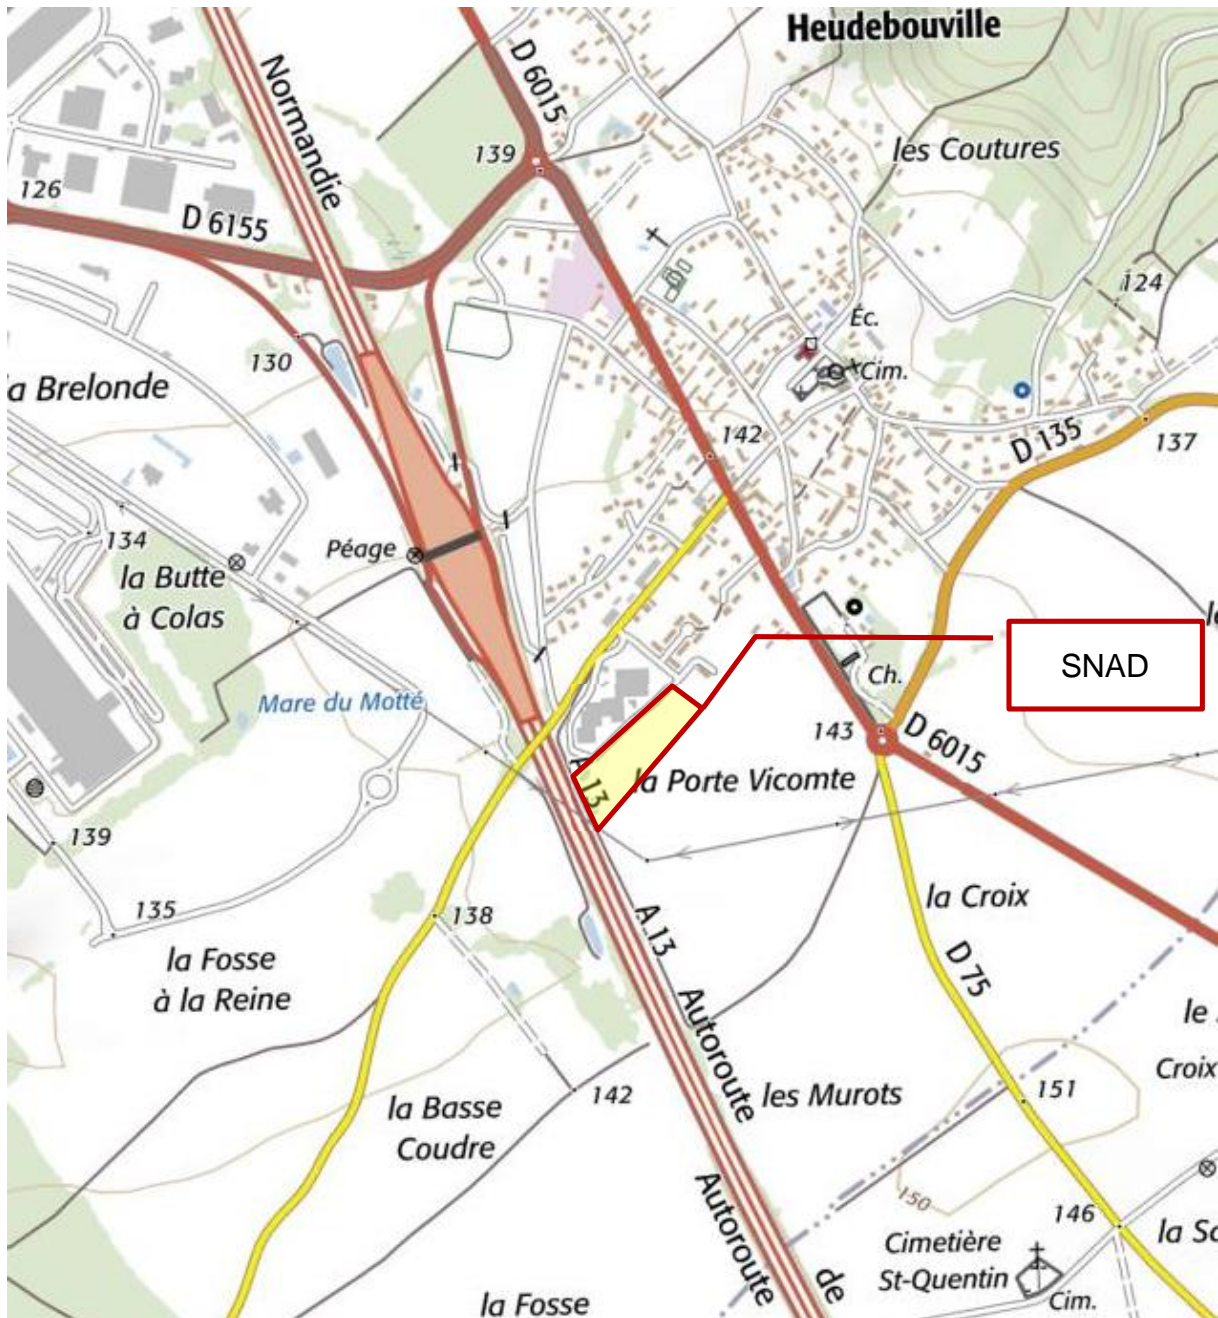 Heudebouville
Normandie
D 6015
139
les Coutures
126
D 6155
124
Éc.
130
Cim.
a Brelonde
142
D 135
137
134
Péage
la Butte
à Colas
Ch.
SNAD
Mare du Motté
143
D 6015
A 13
la Porte Vicomte
139
135
138
la Croix
A 13
la Fosse
à la Reine
D 75
Autoroute
le
Croix
la Basse
Coudre
142
les Murots
151
150
146
Autoroute
de
Cimetière
St-Quentin
Cim.
la Sc
la Fosse